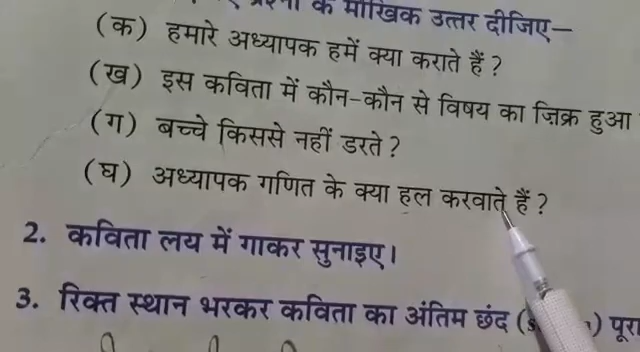 प्रश्नों के मौखिक उत्तर दीजिए—
(क) हमारे अध्यापक हमें क्या कराते हैं?
(ख) इस कविता में कौन-कौन से विषय का ज़िक्र हुआ
(ग) बच्चे किससे नहीं डरते?
(घ) अध्यापक गणित के क्या हल करवाते हैं?
2. कविता लय में गाकर सुनाइए।
3. रिक्त स्थान भरकर कविता का अंतिम छंद